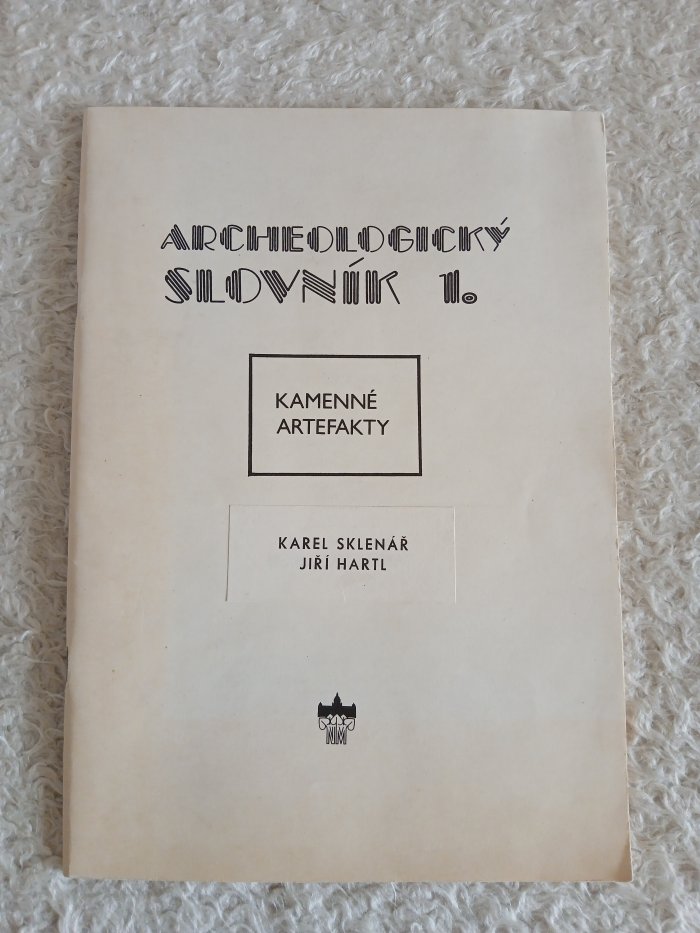 ARCHEOLOGICKÝ
SLOVNÍK 1.
KAMENNÉ
ARTEFAKTY
KAREL SKLENÁŘ
JIŘÍ HARTL
NM